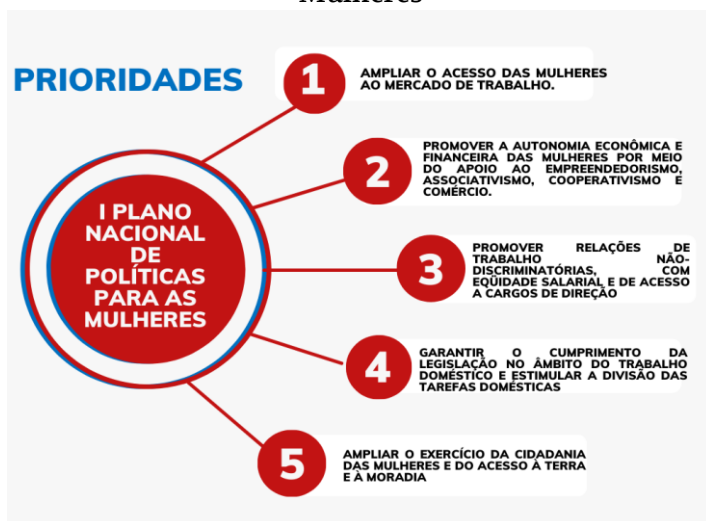 Mulheres
PRIORIDADES
1
AMPLIAR O ACESSO DAS MULHERES
AO MERCADO DE TRABALHO.
2
PROMOVER A AUTONOMIA ECONÔMICA E
FINANCEIRA DAS MULHERES POR MEIO
DO APOIO AO EMPREENDEDORISMO,
ASSOCIATIVISMO, COOPERATIVISMO E
COMÉRCIO.
I PLANO
NACIONAL
DE
POLÍTICAS
PARA AS
MULHERES
3
PROMOVER RELAÇÕES DE
TRABALHO NÃO-
DISCRIMINATÓRIAS, COM
EQÜIDADE SALARIAL E DE ACESSO
A CARGOS DE DIREÇÃO
4
GARANTIR O CUMPRIMENTO DA
LEGISLAÇÃO NO ÂMBITO DO TRABALHO
DOMÉSTICO E ESTIMULAR A DIVISÃO DAS
TAREFAS DOMÉSTICAS
5
AMPLIAR O EXERCÍCIO DA CIDADANIA
DAS MULHERES E DO ACESSO À TERRA
E À MORADIA